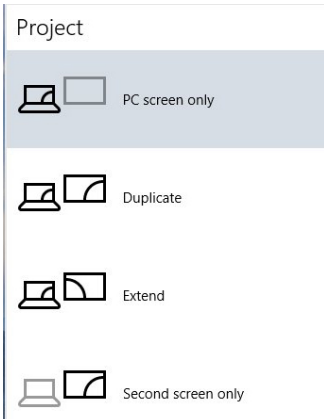 Project
PC screen only
Duplicate
Extend
Second screen only